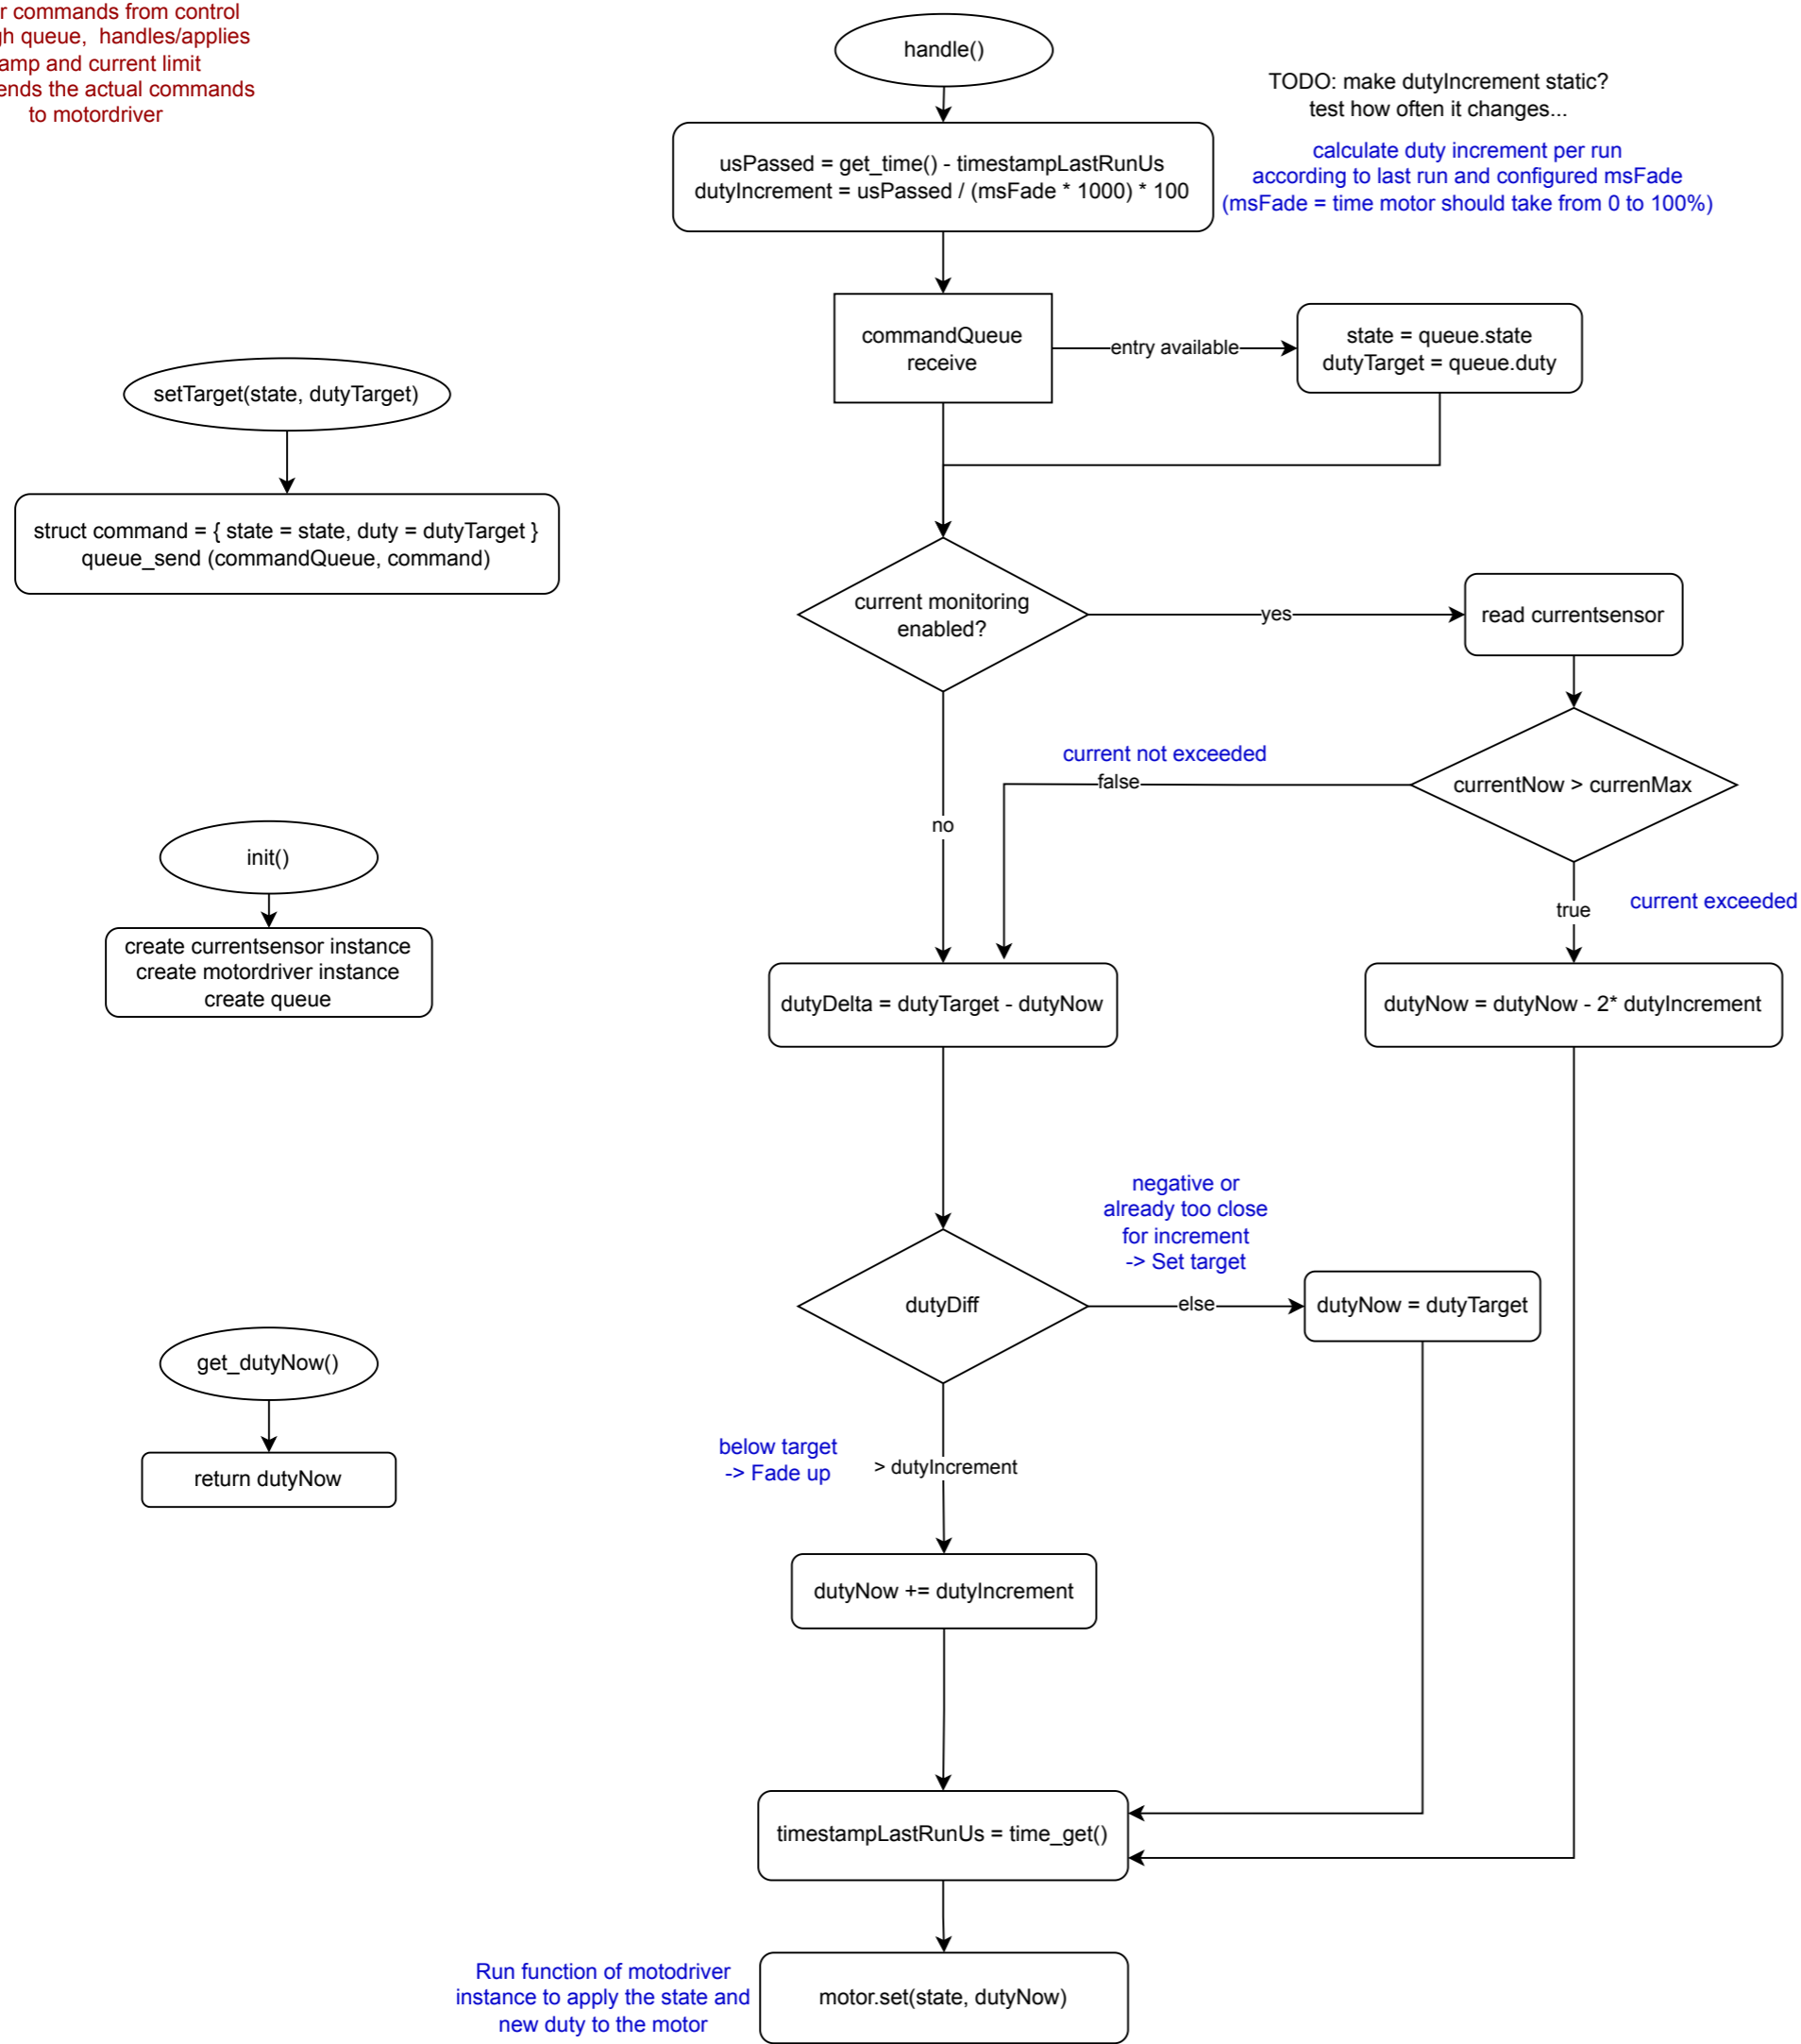 commands from control
queue, handles/applies
and current limit
the actual commands
to motordriver
handle()
TODO: make dutyIncrement static?
test how often it changes...
usPassed = get_time() - timestampLastRunUs
dutyIncrement = usPassed / (msFade * 1000) * 100
calculate duty increment per run
according to last run and configured msFade
(msFade = time motor should take from 0 to 100%)
commandQueue
receive
entry available
state = queue.state
dutyTarget = queue.duty
setTarget(state, dutyTarget)
struct command = { state = state, duty = dutyTarget }
queue_send (commandQueue, command)
current monitoring
enabled?
yes
read currentsensor
current not exceeded
false
currentNow > currenMax
no
init()
true
current exceeded
create currentsensor instance
create motordriver instance
create queue
dutyDelta = dutyTarget - dutyNow
dutyNow = dutyNow - 2* dutyIncrement
negative or
already too close
for increment
-> Set target
dutyDiff
else
dutyNow = dutyTarget
get_dutyNow()
return dutyNow
below target
-> Fade up
> dutyIncrement
dutyNow += dutyIncrement
timestampLastRunUs = time_get()
Run function of motodriver
instance to apply the state and
new duty to the motor
motor.set(state, dutyNow)